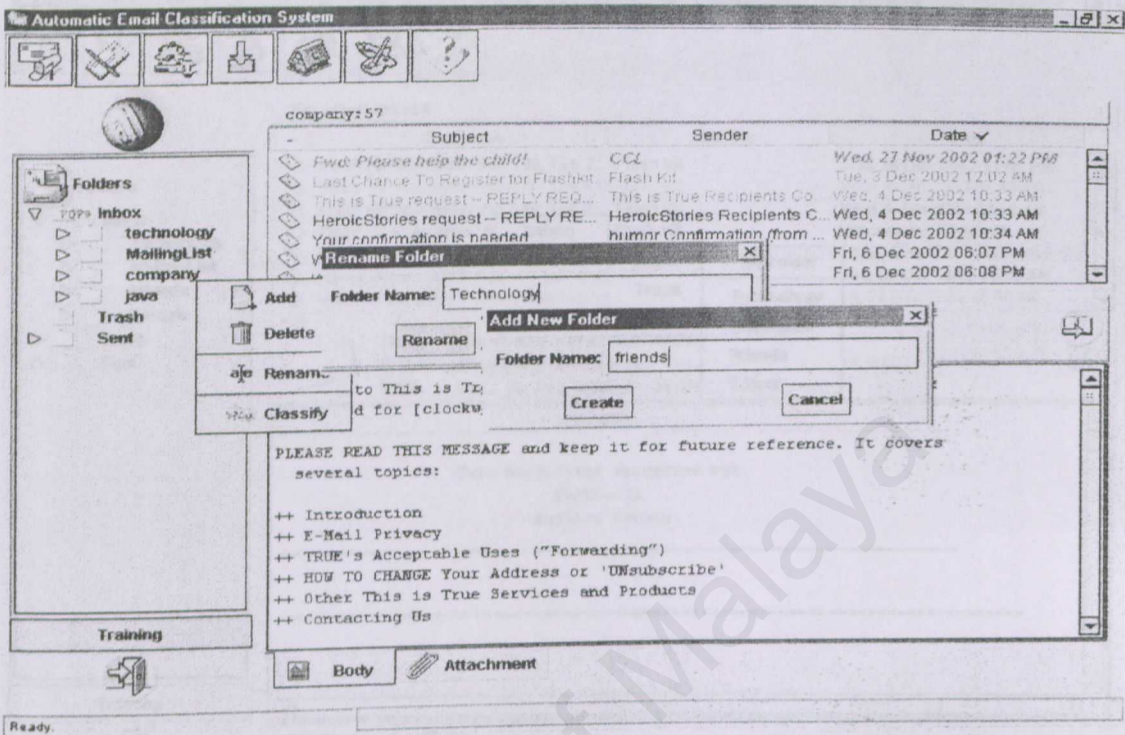 Automatic Email Classification System
company:57
Subject Sender Date
Fwd: Please help the child! CCL Wed, 27 Nov 2002 01:22 PM
Last Chance To Register for Flashkit. Flash Kit Tue, 3 Dec 2002 12:02 AM
This is True request -- REPLY REQ... This is True Recipients Co... Wed, 4 Dec 2002 10:33 AM
HeroicStories request -- REPLY RE... HeroicStories Recipients C... Wed, 4 Dec 2002 10:33 AM
Your confirmation is needed humor Confirmation (from ... Wed, 4 Dec 2002 10:34 AM
Fri, 6 Dec 2002 06:07 PM
Fri, 6 Dec 2002 06:08 PM
Folders
POP3 Inbox
technology
MailingList
company
java
Trash
Sent
Add
Delete
Rename
Classify
Rename Folder
Folder Name: Technology
Rename
Add New Folder
Folder Name: friends
Create Cancel
to This is Tr
d for [clockw
PLEASE READ THIS MESSAGE and keep it for future reference. It covers
several topics:
++ Introduction
++ E-Mail Privacy
++ TRUE's Acceptable Uses ("Forwarding")
++ HOW TO CHANGE Your Address or 'UNsubscribe'
++ Other This is True Services and Products
++ Contacting Us
Training
Body Attachment
Ready.
of Malaya